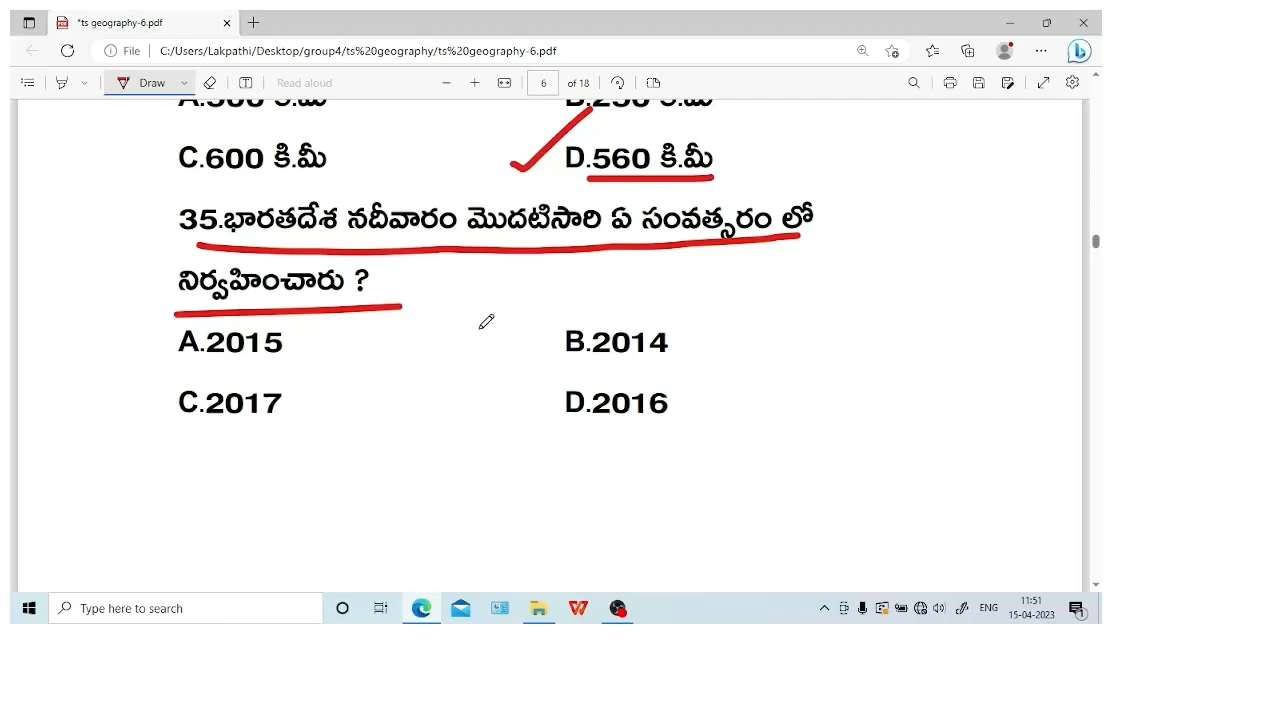 *ts geography-6.pdf
File C:/Users/Lakpathi/Desktop/group4/ts%20geography/ts%20geography-6.pdf
Draw Read aloud 6 of 18
C.600 కి.మీ D.560 కి.మీ
35.భారతదేశ నదీవారం మొదటిసారి ఏ సంవత్సరం లో
నిర్వహించారు ?
A.2015 B.2014
C.2017 D.2016
Type here to search ENG 11:51
15-04-2023 1